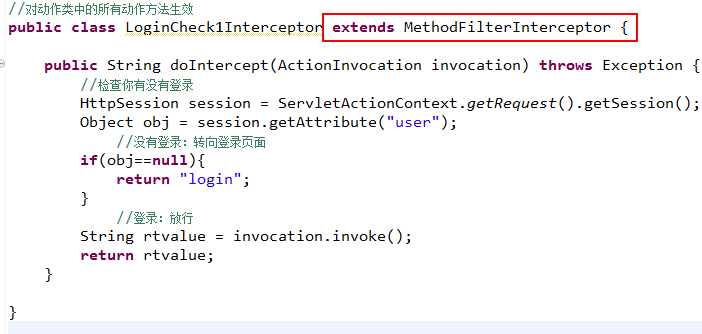 //对动作类中的所有动作方法生效
public class LoginCheck1Interceptor extends MethodFilterInterceptor {
public String doIntercept(ActionInvocation invocation) throws Exception {
//检查你有没有登录
HttpSession session = ServletActionContext.getRequest().getSession();
Object obj = session.getAttribute("user");
//没有登录：转向登录页面
if(obj==null){
return "login";
}
//登录：放行
String rtvalue = invocation.invoke();
return rtvalue;
}
}